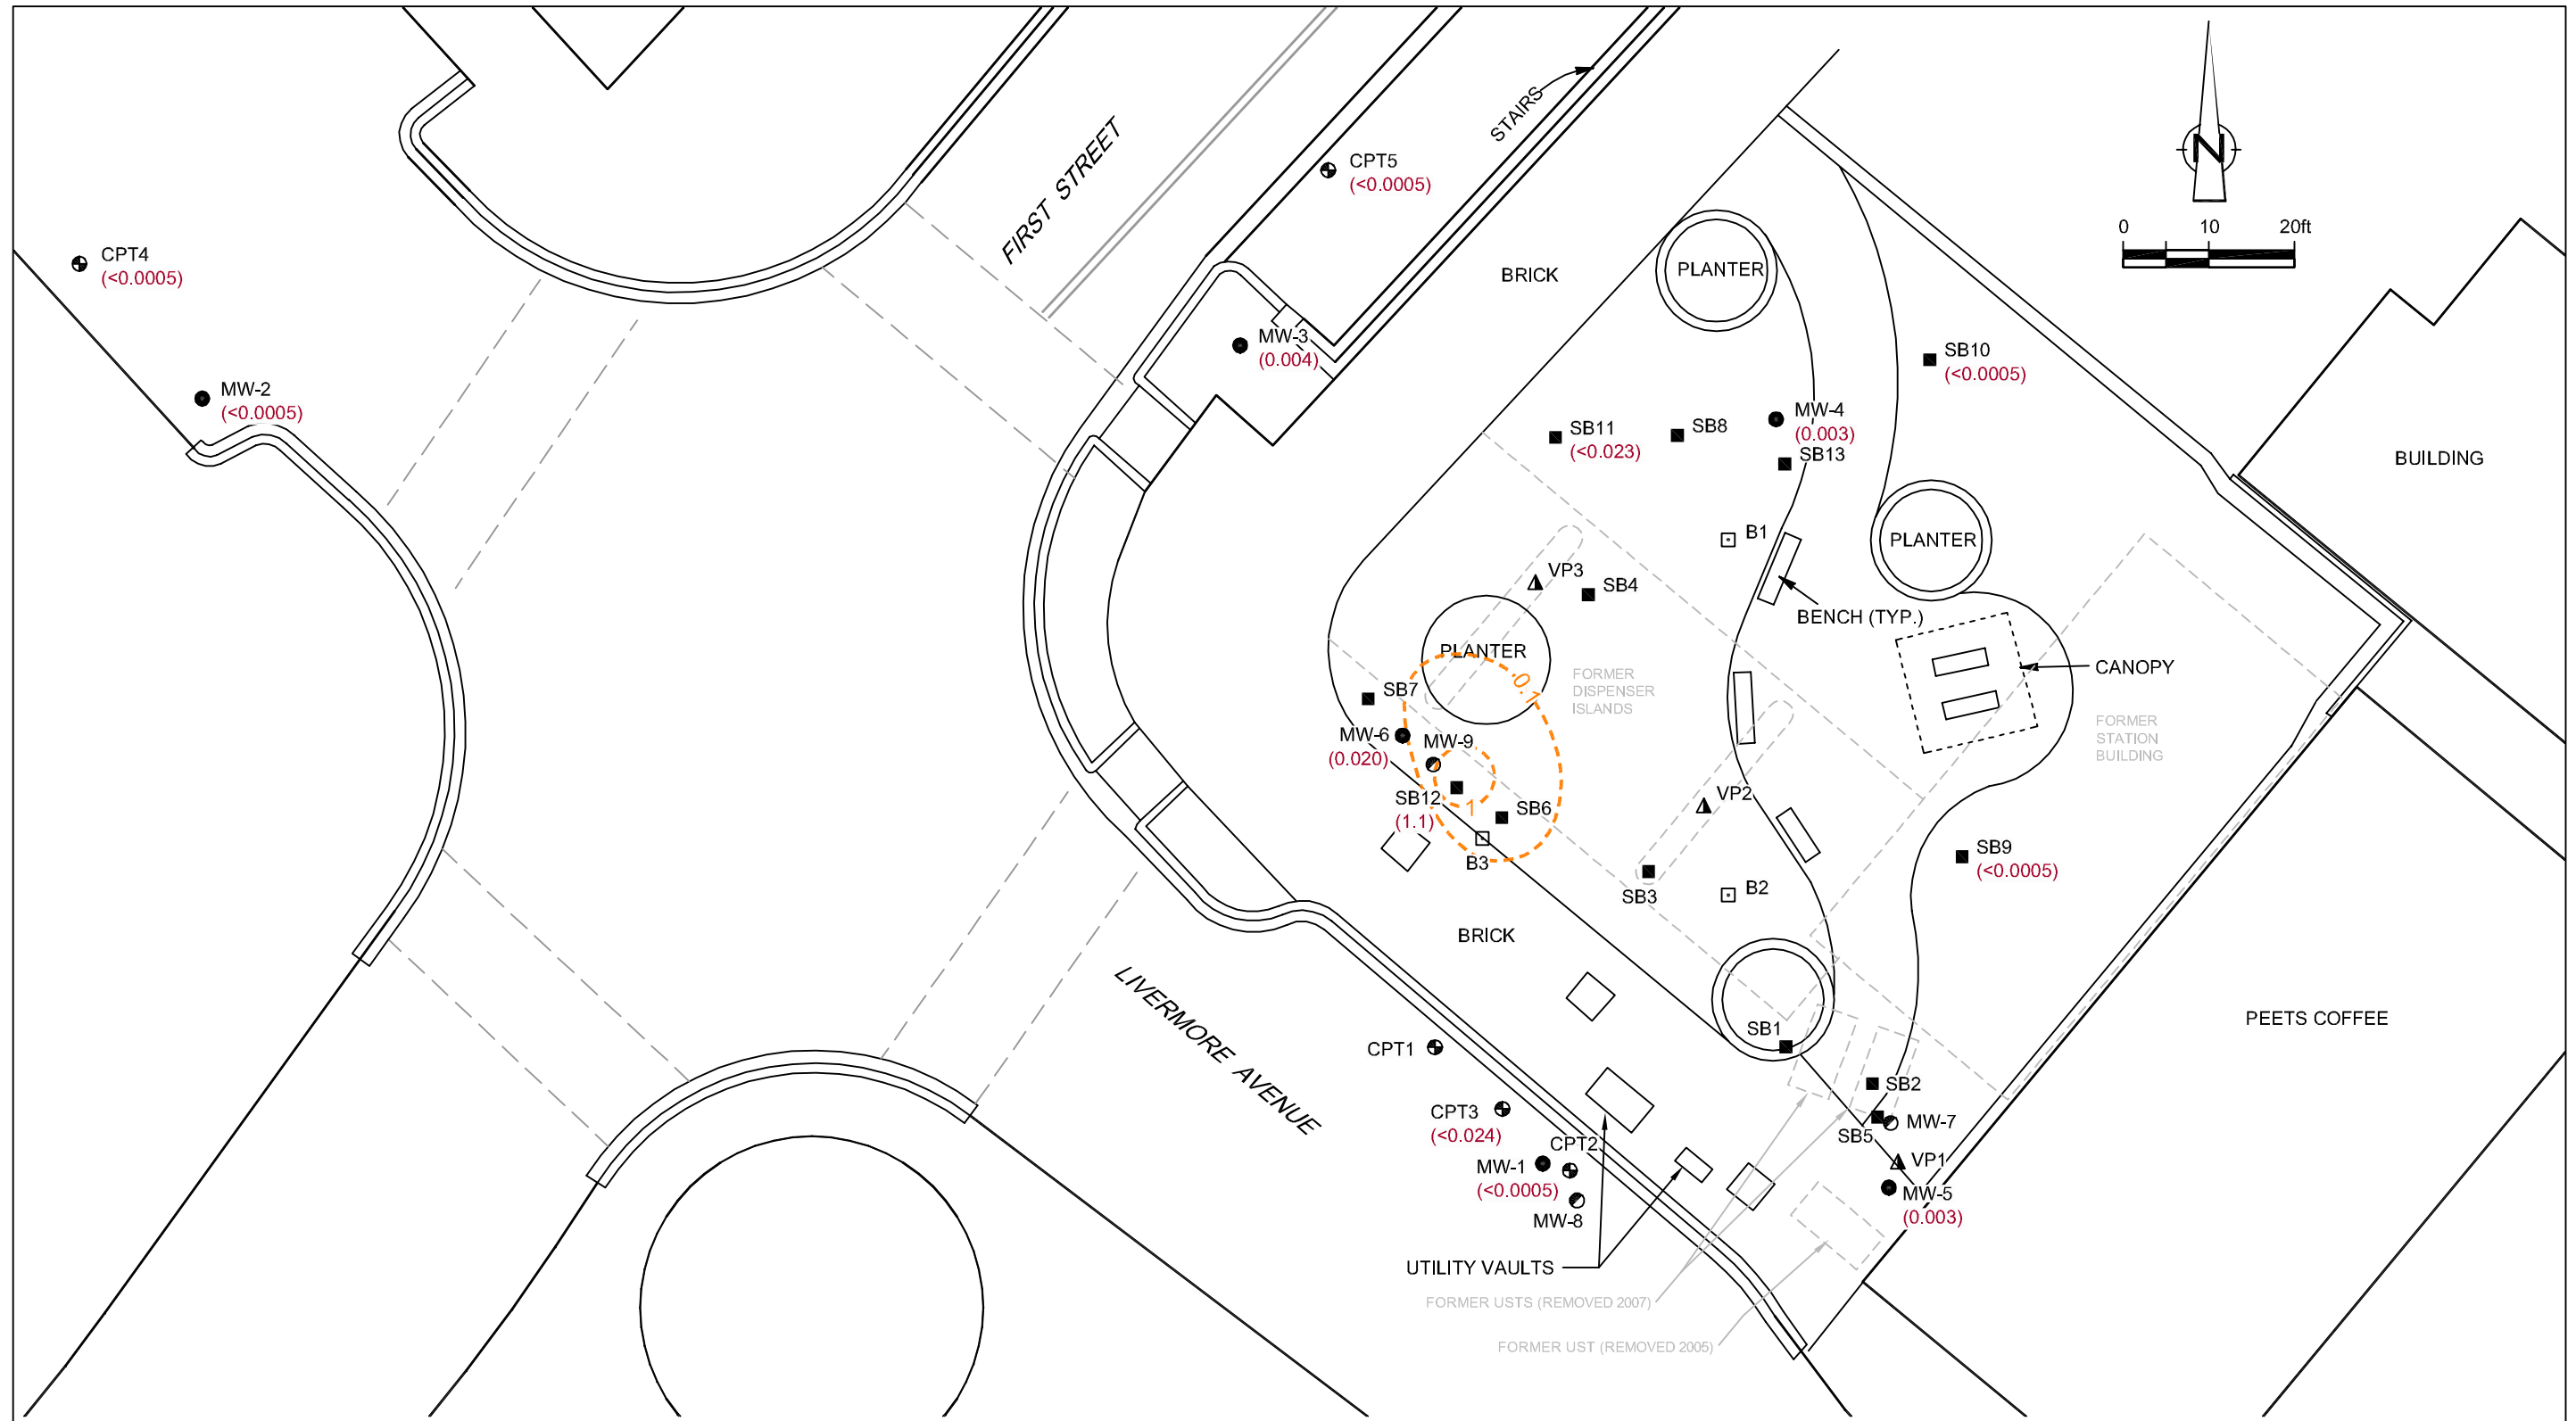 STAIRS
FIRST STREET
CPT5
(<0.0005)
N
0 10 20ft
CPT4
(<0.0005)
BRICK
PLANTER
MW-3
(0.004)
SB10
(<0.0005)
MW-2
(<0.0005)
MW-4
(0.003)
SB11
(<0.023)
SB8
SB13
BUILDING
B1
PLANTER
VP3
SB4
BENCH (TYP.)
PLANTER
CANOPY
FORMER
DISPENSER
ISLANDS
0.1
SB7
FORMER
STATION
BUILDING
MW-6
(0.020)
MW-9
VP2
SB12
(1.1)
1
SB6
B3
SB9
(<0.0005)
SB3
B2
BRICK
LIVERMORE AVENUE
PEETS COFFEE
SB1
CPT1
SB2
CPT3
(<0.024)
MW-7
SB5
CPT2
MW-1
(<0.0005)
VP1
MW-5
(0.003)
MW-8
UTILITY VAULTS
FORMER USTS (REMOVED 2007)
FORMER UST (REMOVED 2005)